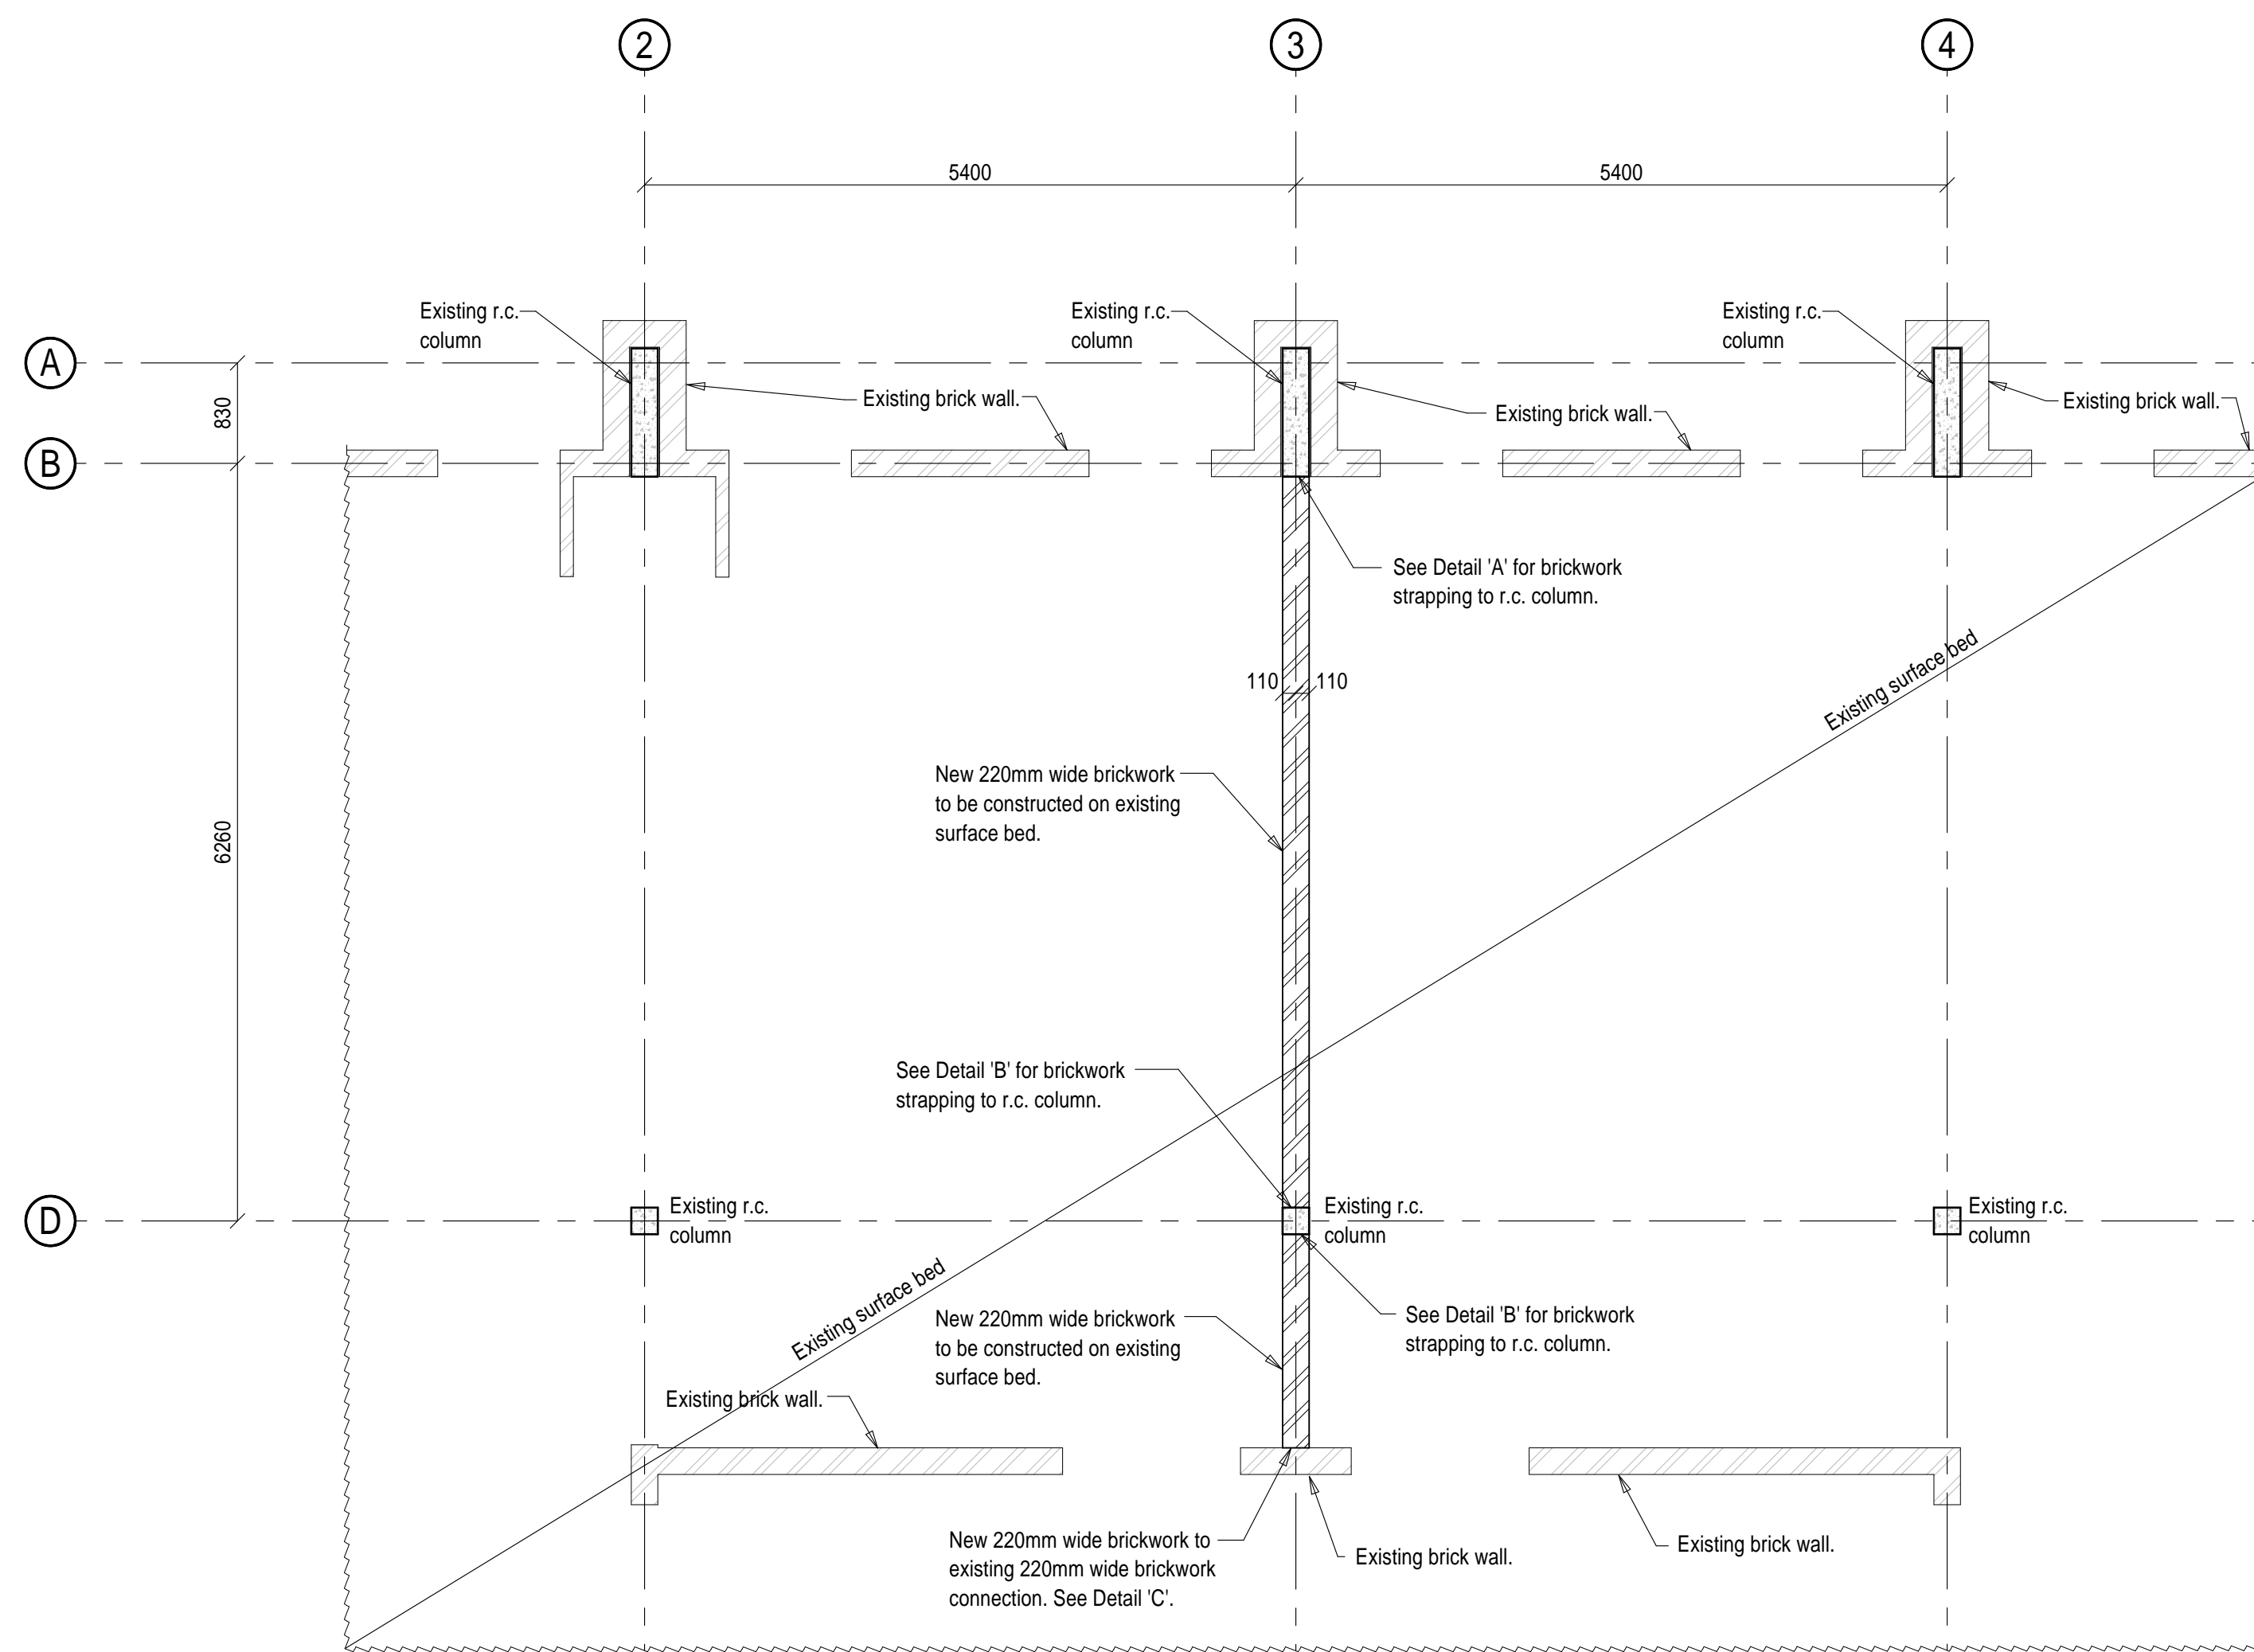 2
3
4
5400
5400
Existing r.c.
column
Existing r.c.
column
Existing r.c.
column
A
830
Existing brick wall.
Existing brick wall.
Existing brick wall.
B
See Detail 'A' for brickwork
strapping to r.c. column.
110
110
Existing surface bed
New 220mm wide brickwork
to be constructed on existing
surface bed.
6260
See Detail 'B' for brickwork
strapping to r.c. column.
D
Existing r.c.
column
Existing r.c.
column
Existing r.c.
column
Existing surface bed
New 220mm wide brickwork
to be constructed on existing
surface bed.
See Detail 'B' for brickwork
strapping to r.c. column.
Existing brick wall.
New 220mm wide brickwork to
existing 220mm wide brickwork
connection. See Detail 'C'.
Existing brick wall.
Existing brick wall.